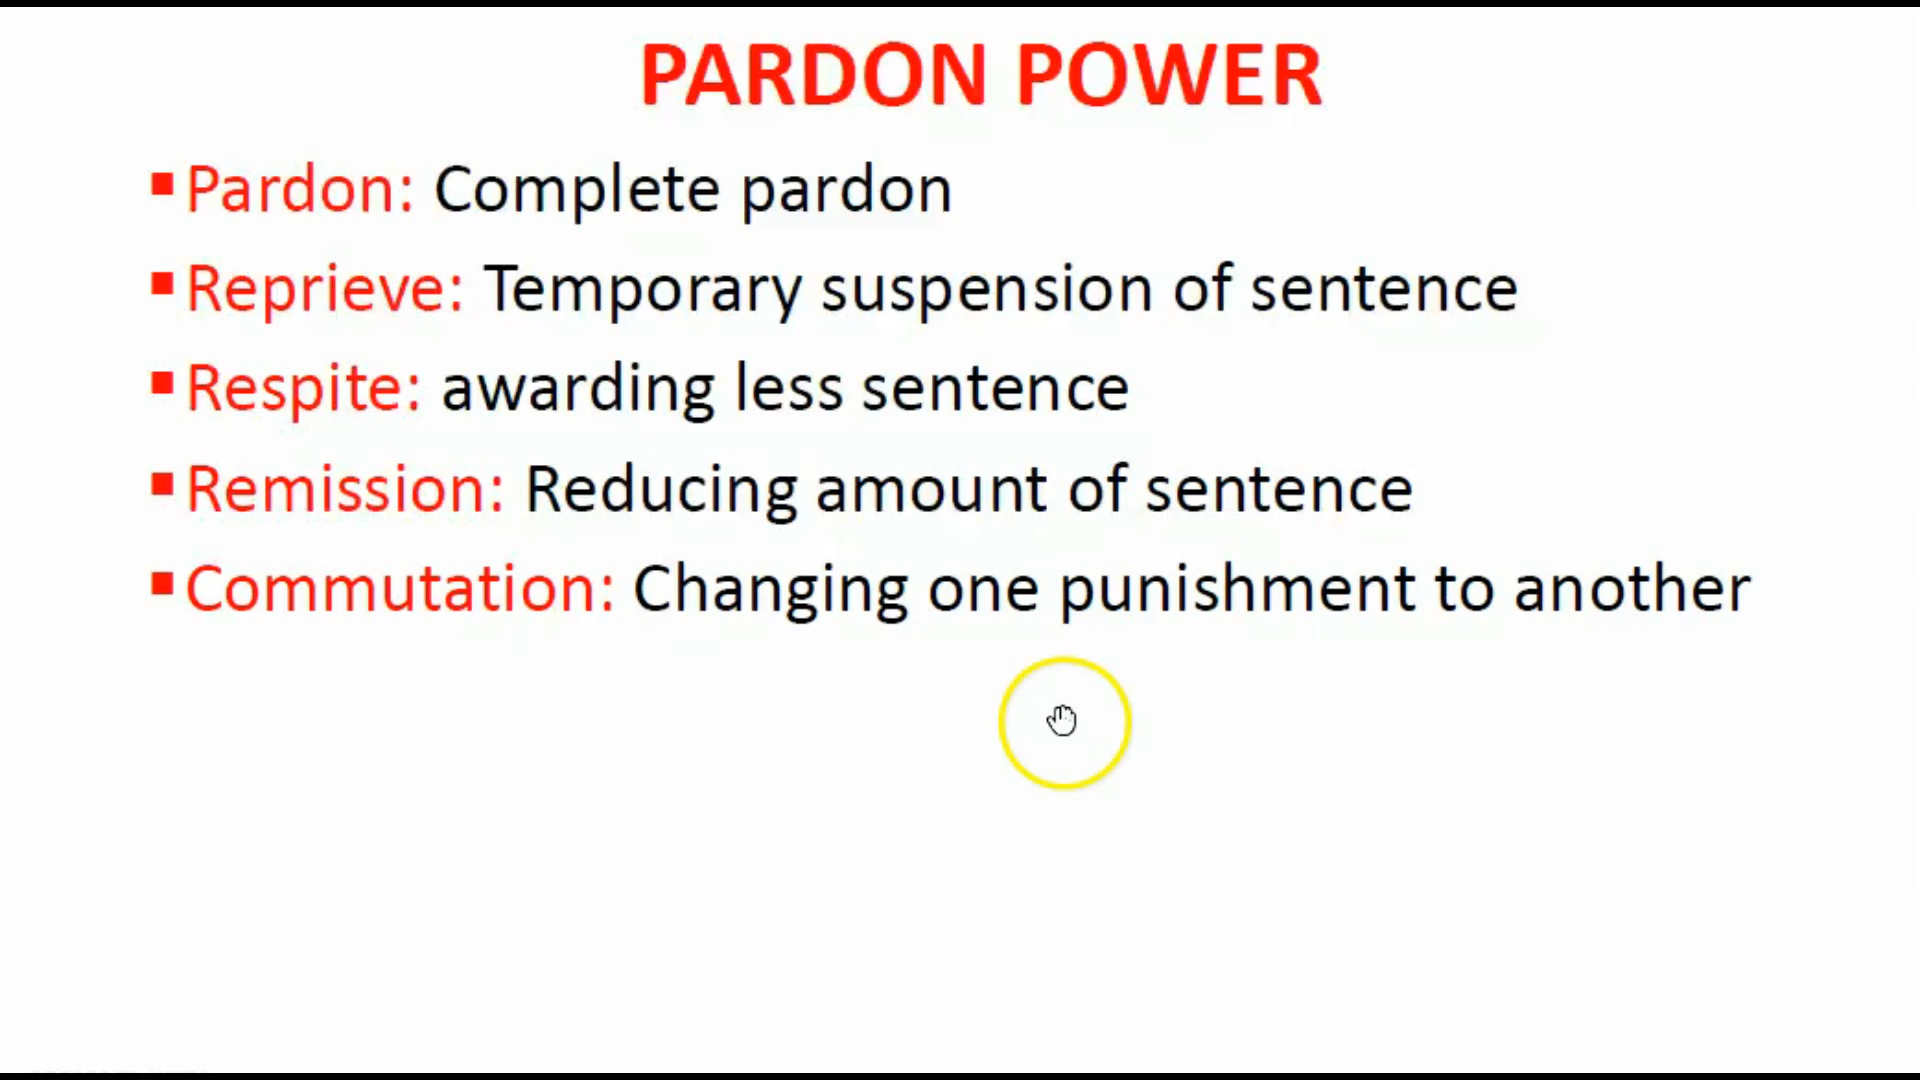 PARDON POWER
▪Pardon: Complete pardon
▪Reprieve: Temporary suspension of sentence
▪Respite: awarding less sentence
▪Remission: Reducing amount of sentence
▪Commutation: Changing one punishment to another